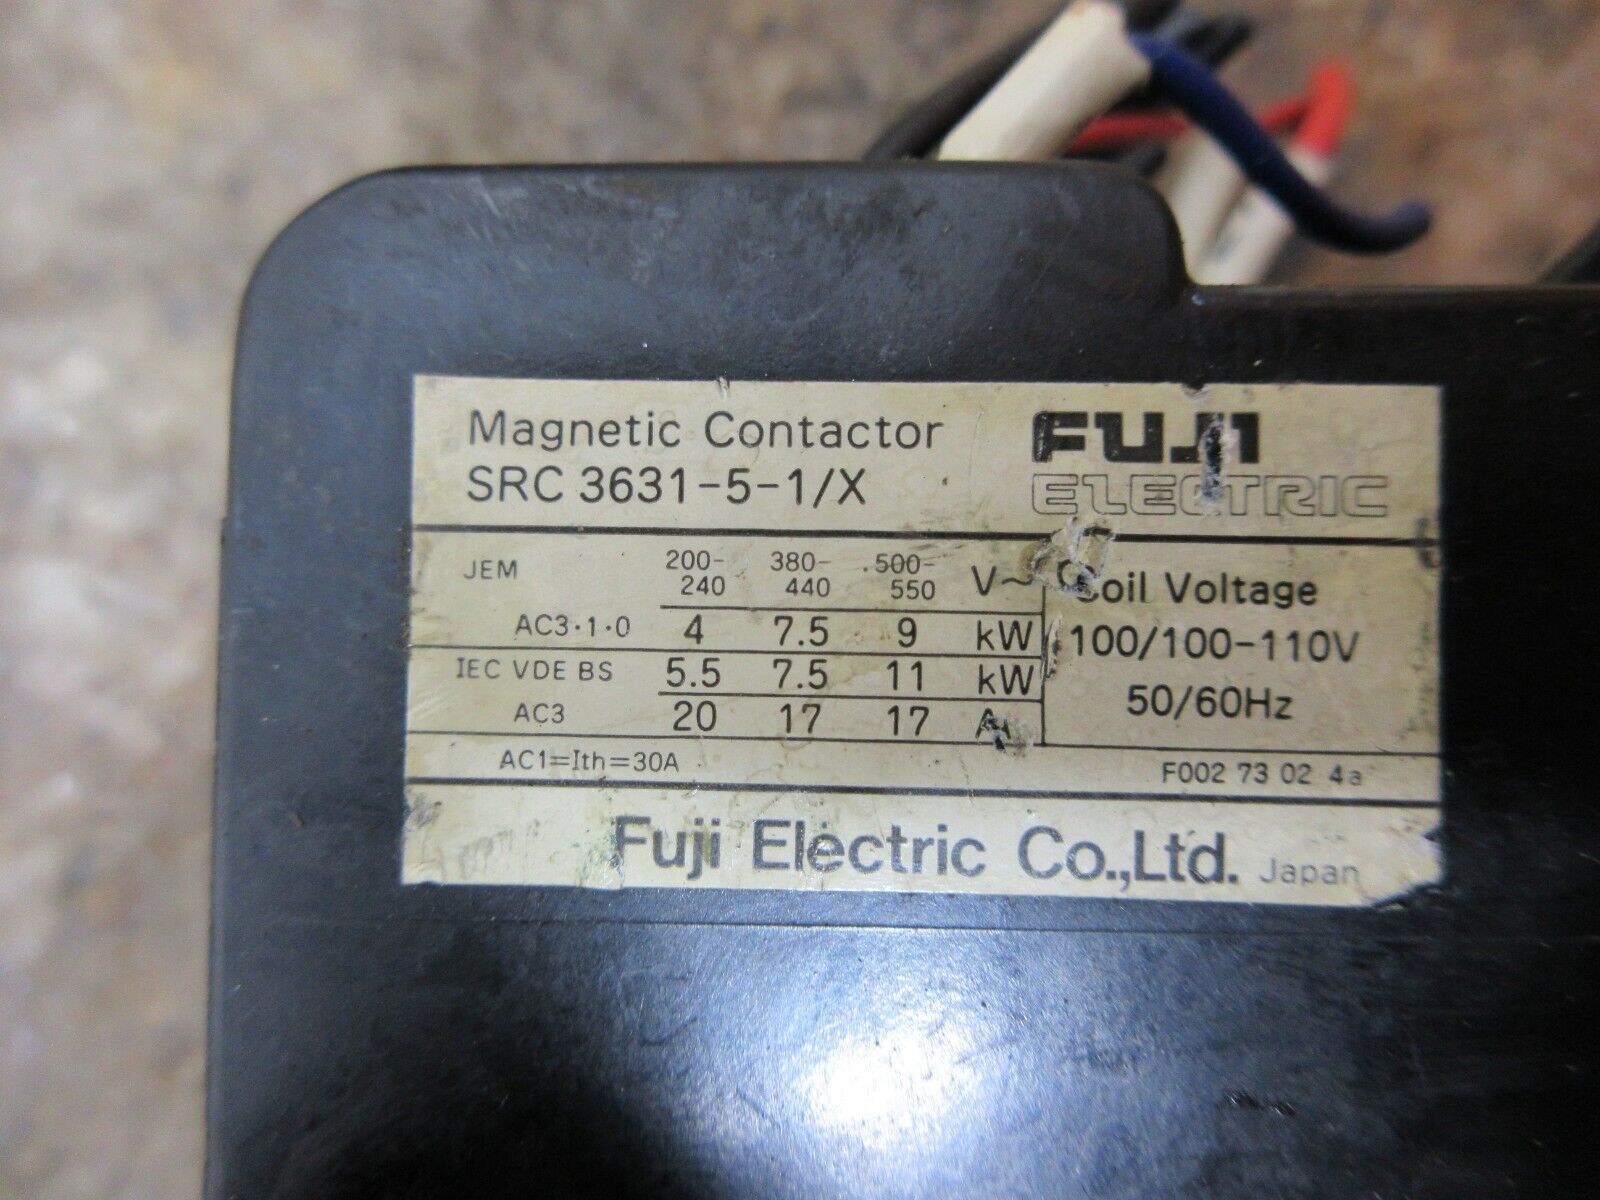 Magnetic Contactor
SRC 3631-5-1/X
FUJI
ELECTRIC
JEM 200-240 380-440 500-550 V~
AC3·1·0 4 7.5 9 kW
IEC VDE BS 5.5 7.5 11 kW
AC3 20 17 17 A
Coil Voltage
100/100-110V
50/60Hz
AC1=Ith=30A F002 73 02 4a
Fuji Electric Co.,Ltd. Japan